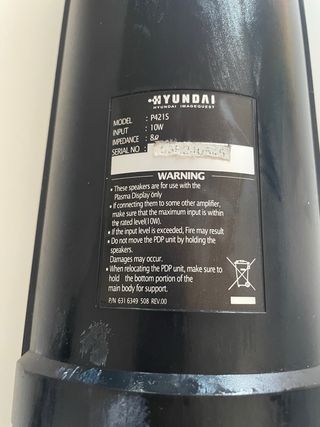 HYUNDAI
HYUNDAI IMAGEQUEST
MODEL : P421S
INPUT : 10W
IMPEDANCE : 8Ω
SERIAL NO :
WARNING
• These speakers are for use with the
Plasma Display only
• If connecting them to some other amplifier,
make sure that the maximum input is within
the rated level(10W).
• If the input level is exceeded, Fire may result
• Do not move the PDP unit by holding the
speakers.
Damages may occur.
• When relocating the PDP unit, make sure to
hold the bottom portion of the
main body for support.
P/N 631 6349 508 REV.00